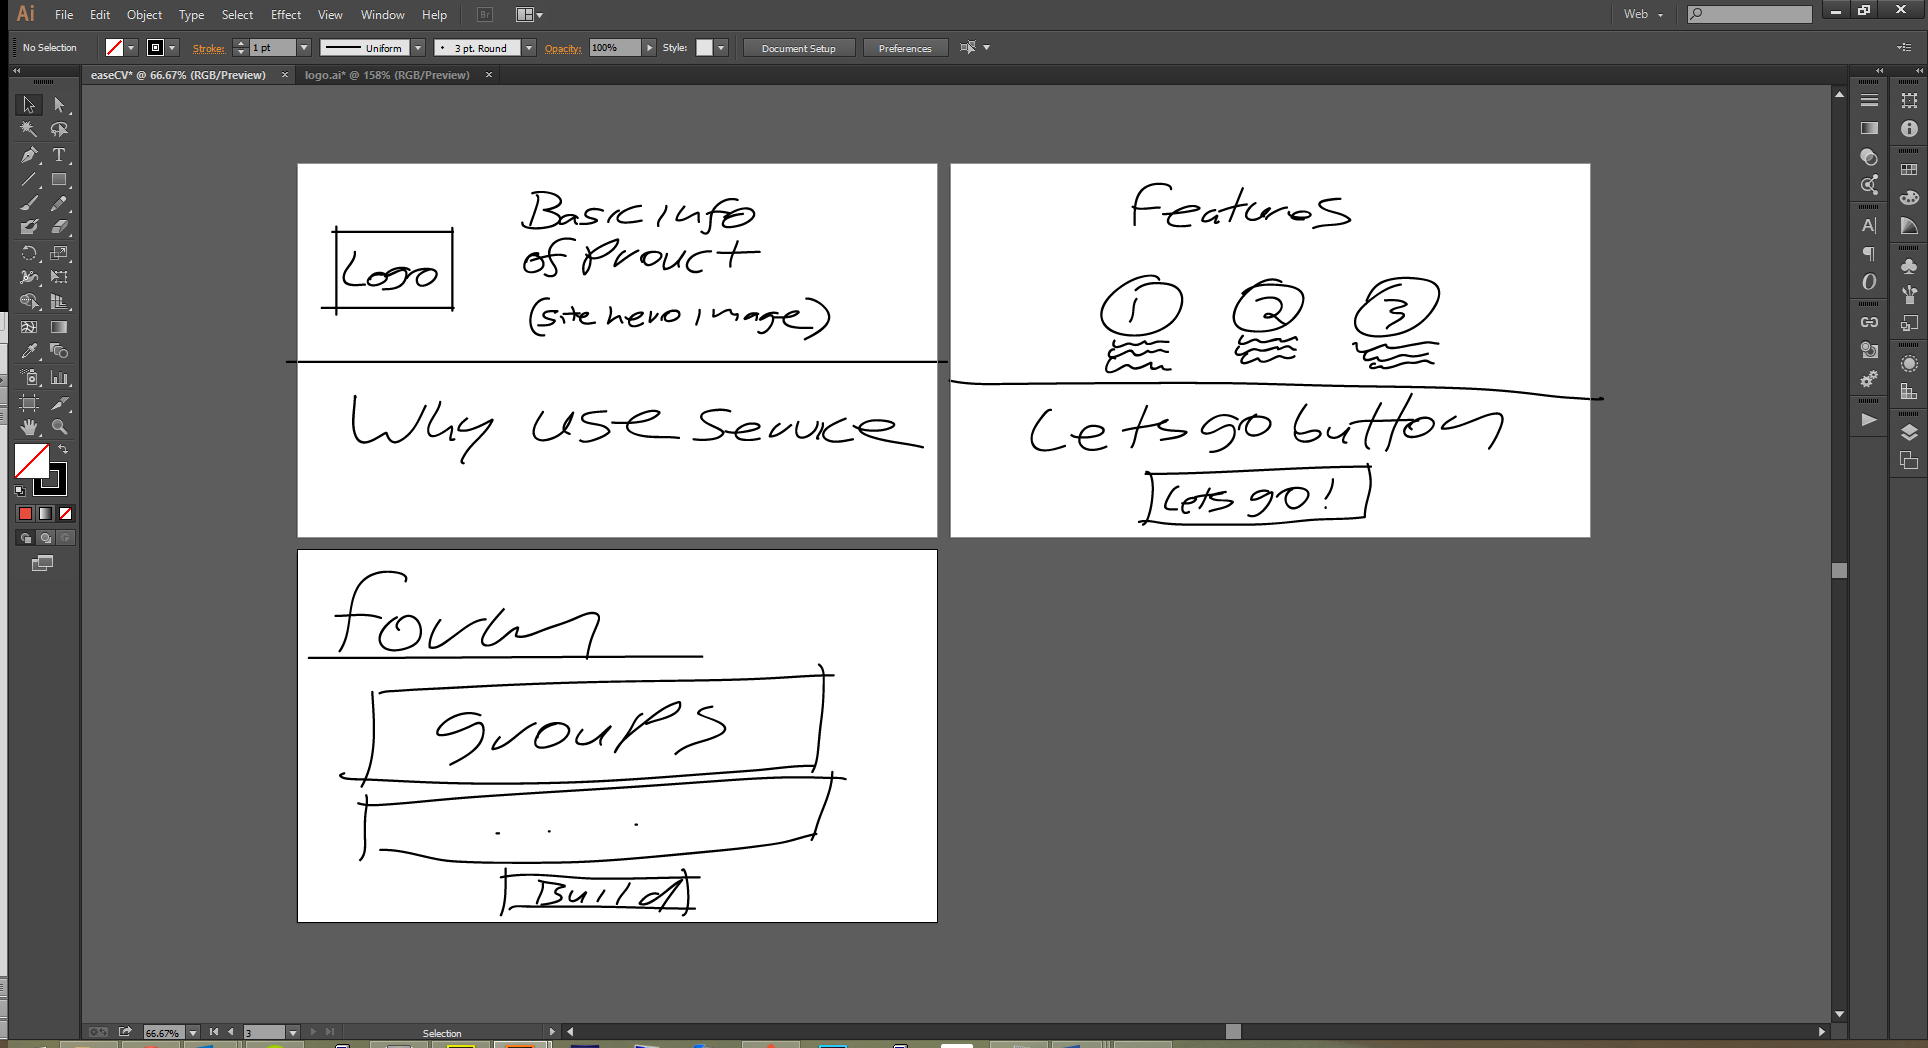 Ai File Edit Object Type Select Effect View Window Help Br Web
No Selection Stroke: 1 pt Uniform 3 pt. Round Opacity: 100% Style: Document Setup Preferences
easeCV* @ 66.67% (RGB/Preview) logo.ai* @ 158% (RGB/Preview)
Logo
Basic info
of Prouct
(site hero image)
Why use service
Features
1 2 3
Lets go button
Lets go!
form
groups
. . .
Build
66.67% 3 Selection